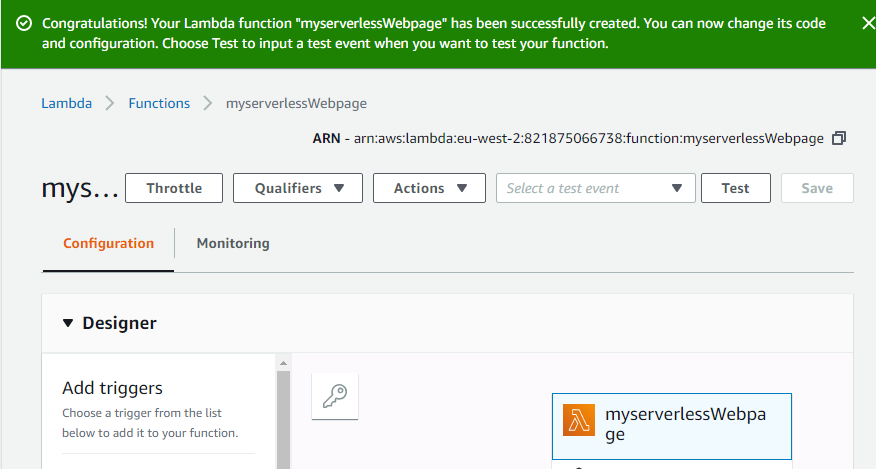 Congratulations! Your Lambda function "myserverlessWebpage" has been successfully created. You can now change its code
and configuration. Choose Test to input a test event when you want to test your function.
Lambda > Functions > myserverlessWebpage
ARN - arn:aws:lambda:eu-west-2:821875066738:function:myserverlessWebpage
mys... Throttle Qualifiers Actions Select a test event Test Save
Configuration Monitoring
Designer
Add triggers
Choose a trigger from the list
below to add it to your function.
myserverlessWebpa
ge